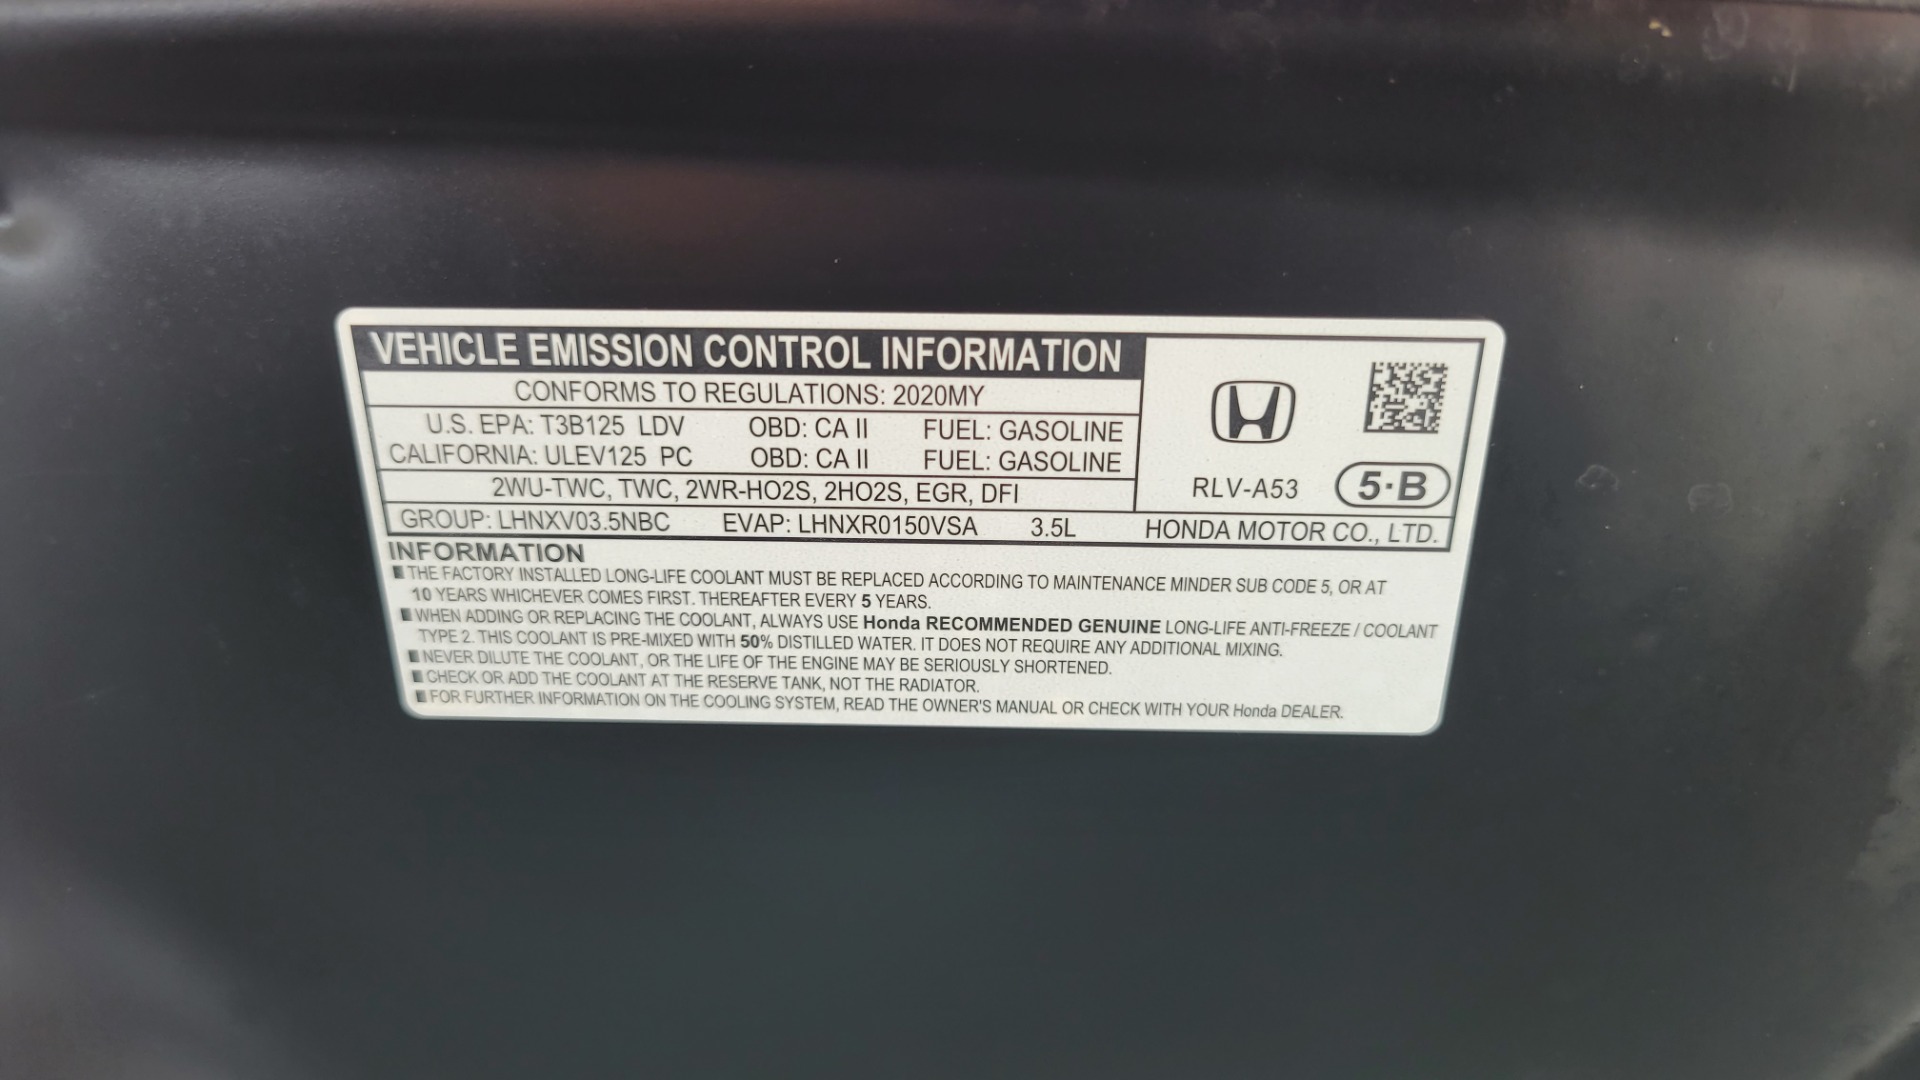 VEHICLE EMISSION CONTROL INFORMATION
CONFORMS TO REGULATIONS: 2020MY
U.S. EPA: T3B125 LDV OBD: CA II FUEL: GASOLINE
CALIFORNIA: ULEV125 PC OBD: CA II FUEL: GASOLINE
2WU-TWC, TWC, 2WR-HO2S, 2HO2S, EGR, DFI
RLV-A53 5·B
GROUP: LHNXV03.5NBC EVAP: LHNXR0150VSA 3.5L HONDA MOTOR CO., LTD.
INFORMATION
THE FACTORY INSTALLED LONG-LIFE COOLANT MUST BE REPLACED ACCORDING TO MAINTENANCE MINDER SUB CODE 5, OR AT
10 YEARS WHICHEVER COMES FIRST. THEREAFTER EVERY 5 YEARS.
WHEN ADDING OR REPLACING THE COOLANT, ALWAYS USE Honda RECOMMENDED GENUINE LONG-LIFE ANTI-FREEZE / COOLANT
TYPE 2. THIS COOLANT IS PRE-MIXED WITH 50% DISTILLED WATER. IT DOES NOT REQUIRE ANY ADDITIONAL MIXING.
NEVER DILUTE THE COOLANT, OR THE LIFE OF THE ENGINE MAY BE SERIOUSLY SHORTENED.
CHECK OR ADD THE COOLANT AT THE RESERVE TANK, NOT THE RADIATOR.
FOR FURTHER INFORMATION ON THE COOLING SYSTEM, READ THE OWNER'S MANUAL OR CHECK WITH YOUR Honda DEALER.